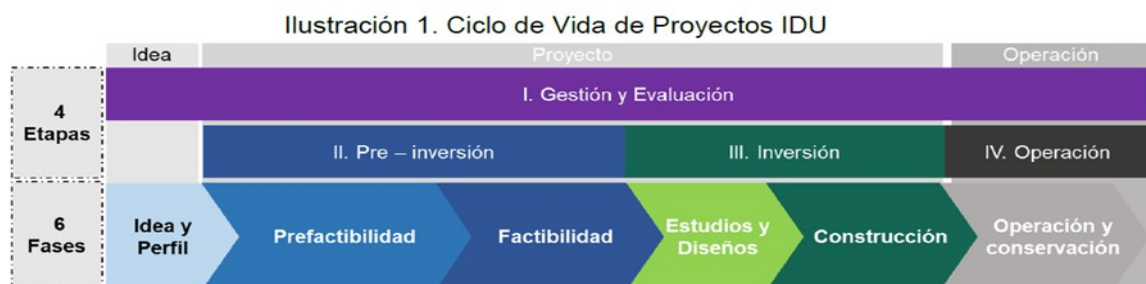 Ilustración 1. Ciclo de Vida de Proyectos IDU
Idea
Proyecto
Operación
4
Etapas
I. Gestión y Evaluación
II. Pre – inversión
III. Inversión
IV. Operación
6
Fases
Idea y
Perfil
Prefactibilidad
Factibilidad
Estudios y
Diseños
Construcción
Operación y
conservación